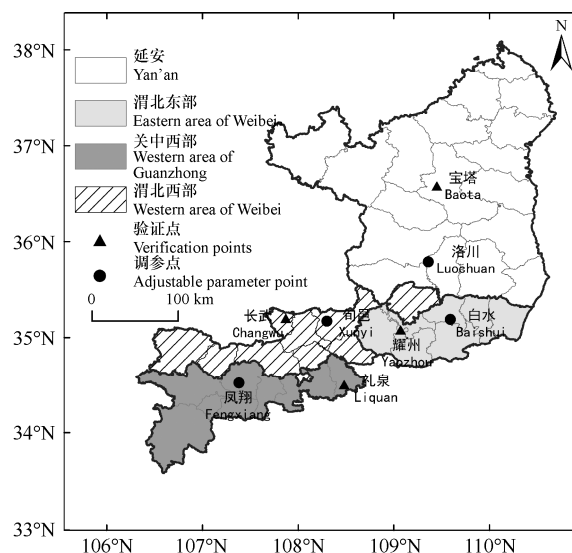 N
38°N
37°N
36°N
35°N
34°N
33°N
延安
Yan'an
渭北东部
Eastern area of Weibei
关中西部
Western area of
Guanzhong
渭北西部
Western area of Weibei
验证点
Verification points
调参点
Adjustable parameter point
0 100 km
宝塔
Baota
洛川
Luochuan
长武
Changwu
旬邑
Xunyi
白水
Baishui
耀州
Yaozhou
凤翔
Fengxiang
礼泉
Liquan
106°N 107°N 108°N 109°N 110°N